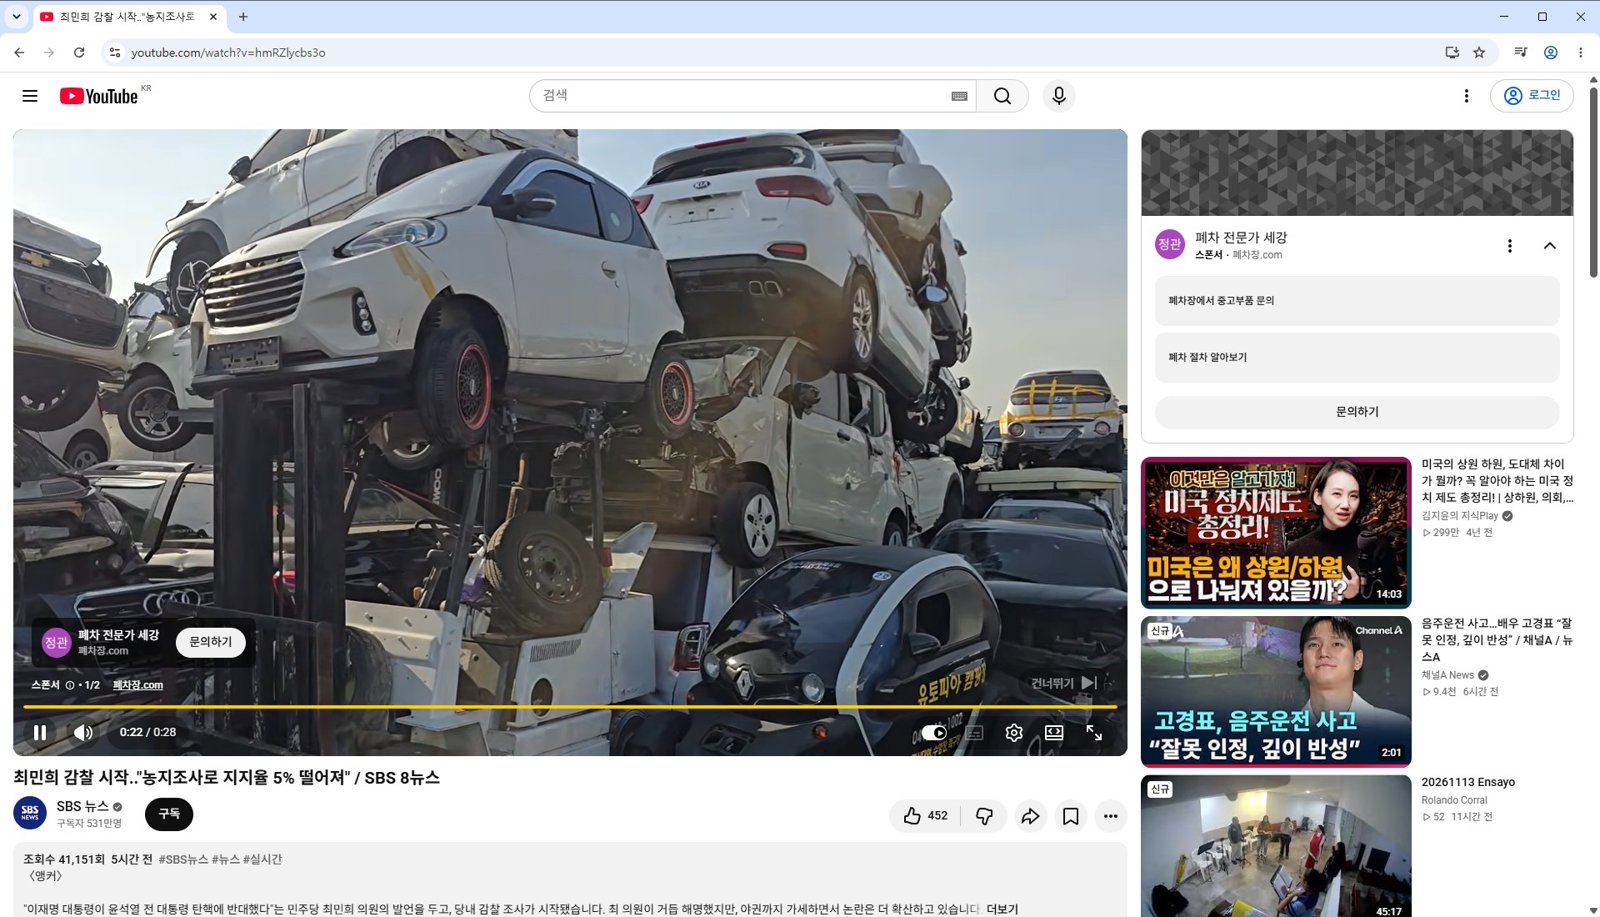 최민희 감찰 시작.."농지조사로
youtube.com/watch?v=hmRZlycbs3o
YouTube KR
검색
로그인
KIA
정관
폐차 전문가 세강
스폰서 · 폐차장.com
폐차장에서 중고부품 문의
폐차 절차 알아보기
문의하기
이것만은 알고가자!
미국 정치제도
총정리!
미국은 왜 상원/하원
으로 나눠져 있을까?
14:03
미국의 상원 하원, 도대체 차이
가 뭘까? 꼭 알아야 하는 미국 정
치 제도 총정리! | 상하원, 의회,...
김지윤의 지식Play
299만 4년 전
신규
Channel A
고경표, 음주운전 사고
“잘못 인정, 깊이 반성”
2:01
음주운전 사고...배우 고경표 “잘
못 인정, 깊이 반성” / 채널A / 뉴
스A
채널A News
9.4천 6시간 전
신규
45:17
20261113 Ensayo
Rolando Corral
52 11시간 전
유토피아 캠핑장
정관
폐차 전문가 세강
폐차장.com
문의하기
스폰서 · 1/2 폐차장.com
건너뛰기
0:22 / 0:28
최민희 감찰 시작.."농지조사로 지지율 5% 떨어져" / SBS 8뉴스
SBS NEWS
SBS 뉴스
구독자 531만명
구독
452
조회수 41,151회 5시간 전 #SBS뉴스 #뉴스 #실시간
〈앵커〉
"이재명 대통령이 윤석열 전 대통령 탄핵에 반대했다"는 민주당 최민희 의원의 발언을 두고, 당내 감찰 조사가 시작됐습니다. 최 의원이 거듭 해명했지만, 야권까지 가세하면서 논란은 더 확산하고 있습니다. 더보기